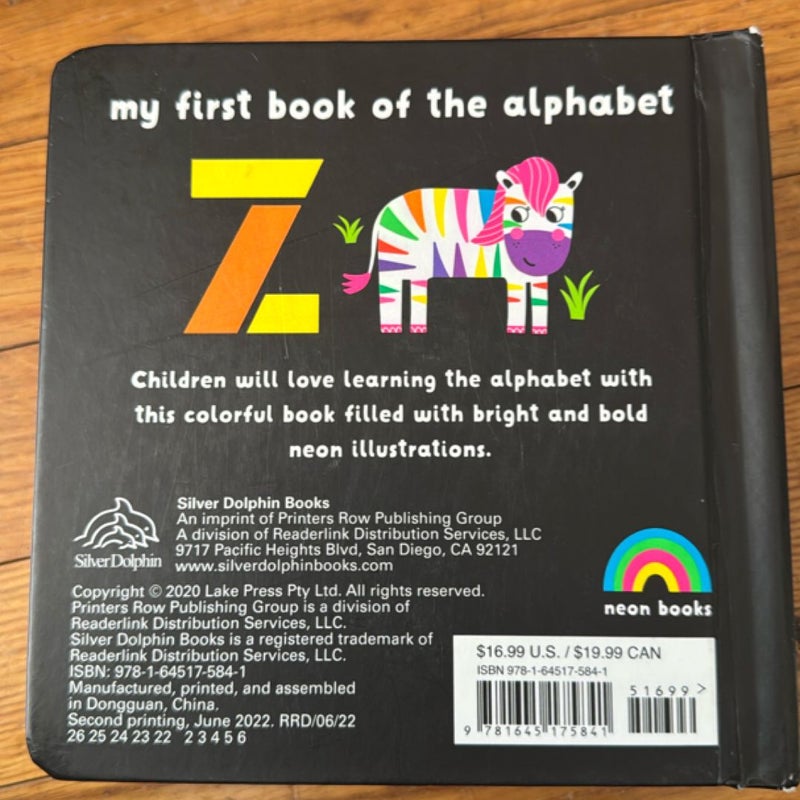 my first book of the alphabet
Z
Children will love learning the alphabet with
this colorful book filled with bright and bold
neon illustrations.
Silver Dolphin Books
An imprint of Printers Row Publishing Group
A division of Readerlink Distribution Services, LLC
9717 Pacific Heights Blvd, San Diego, CA 92121
www.silverdolphinbooks.com
Silver Dolphin
Copyright © 2020 Lake Press Pty Ltd. All rights reserved.
Printers Row Publishing Group is a division of
Readerlink Distribution Services, LLC.
Silver Dolphin Books is a registered trademark of
Readerlink Distribution Services, LLC.
ISBN: 978-1-64517-584-1
Manufactured, printed, and assembled
in Dongguan, China.
Second printing, June 2022. RRD/06/22
26 25 24 23 22 2 3 4 5 6
neon books
$16.99 U.S. / $19.99 CAN
ISBN 978-1-64517-584-1
51699 >
9 781645 175841